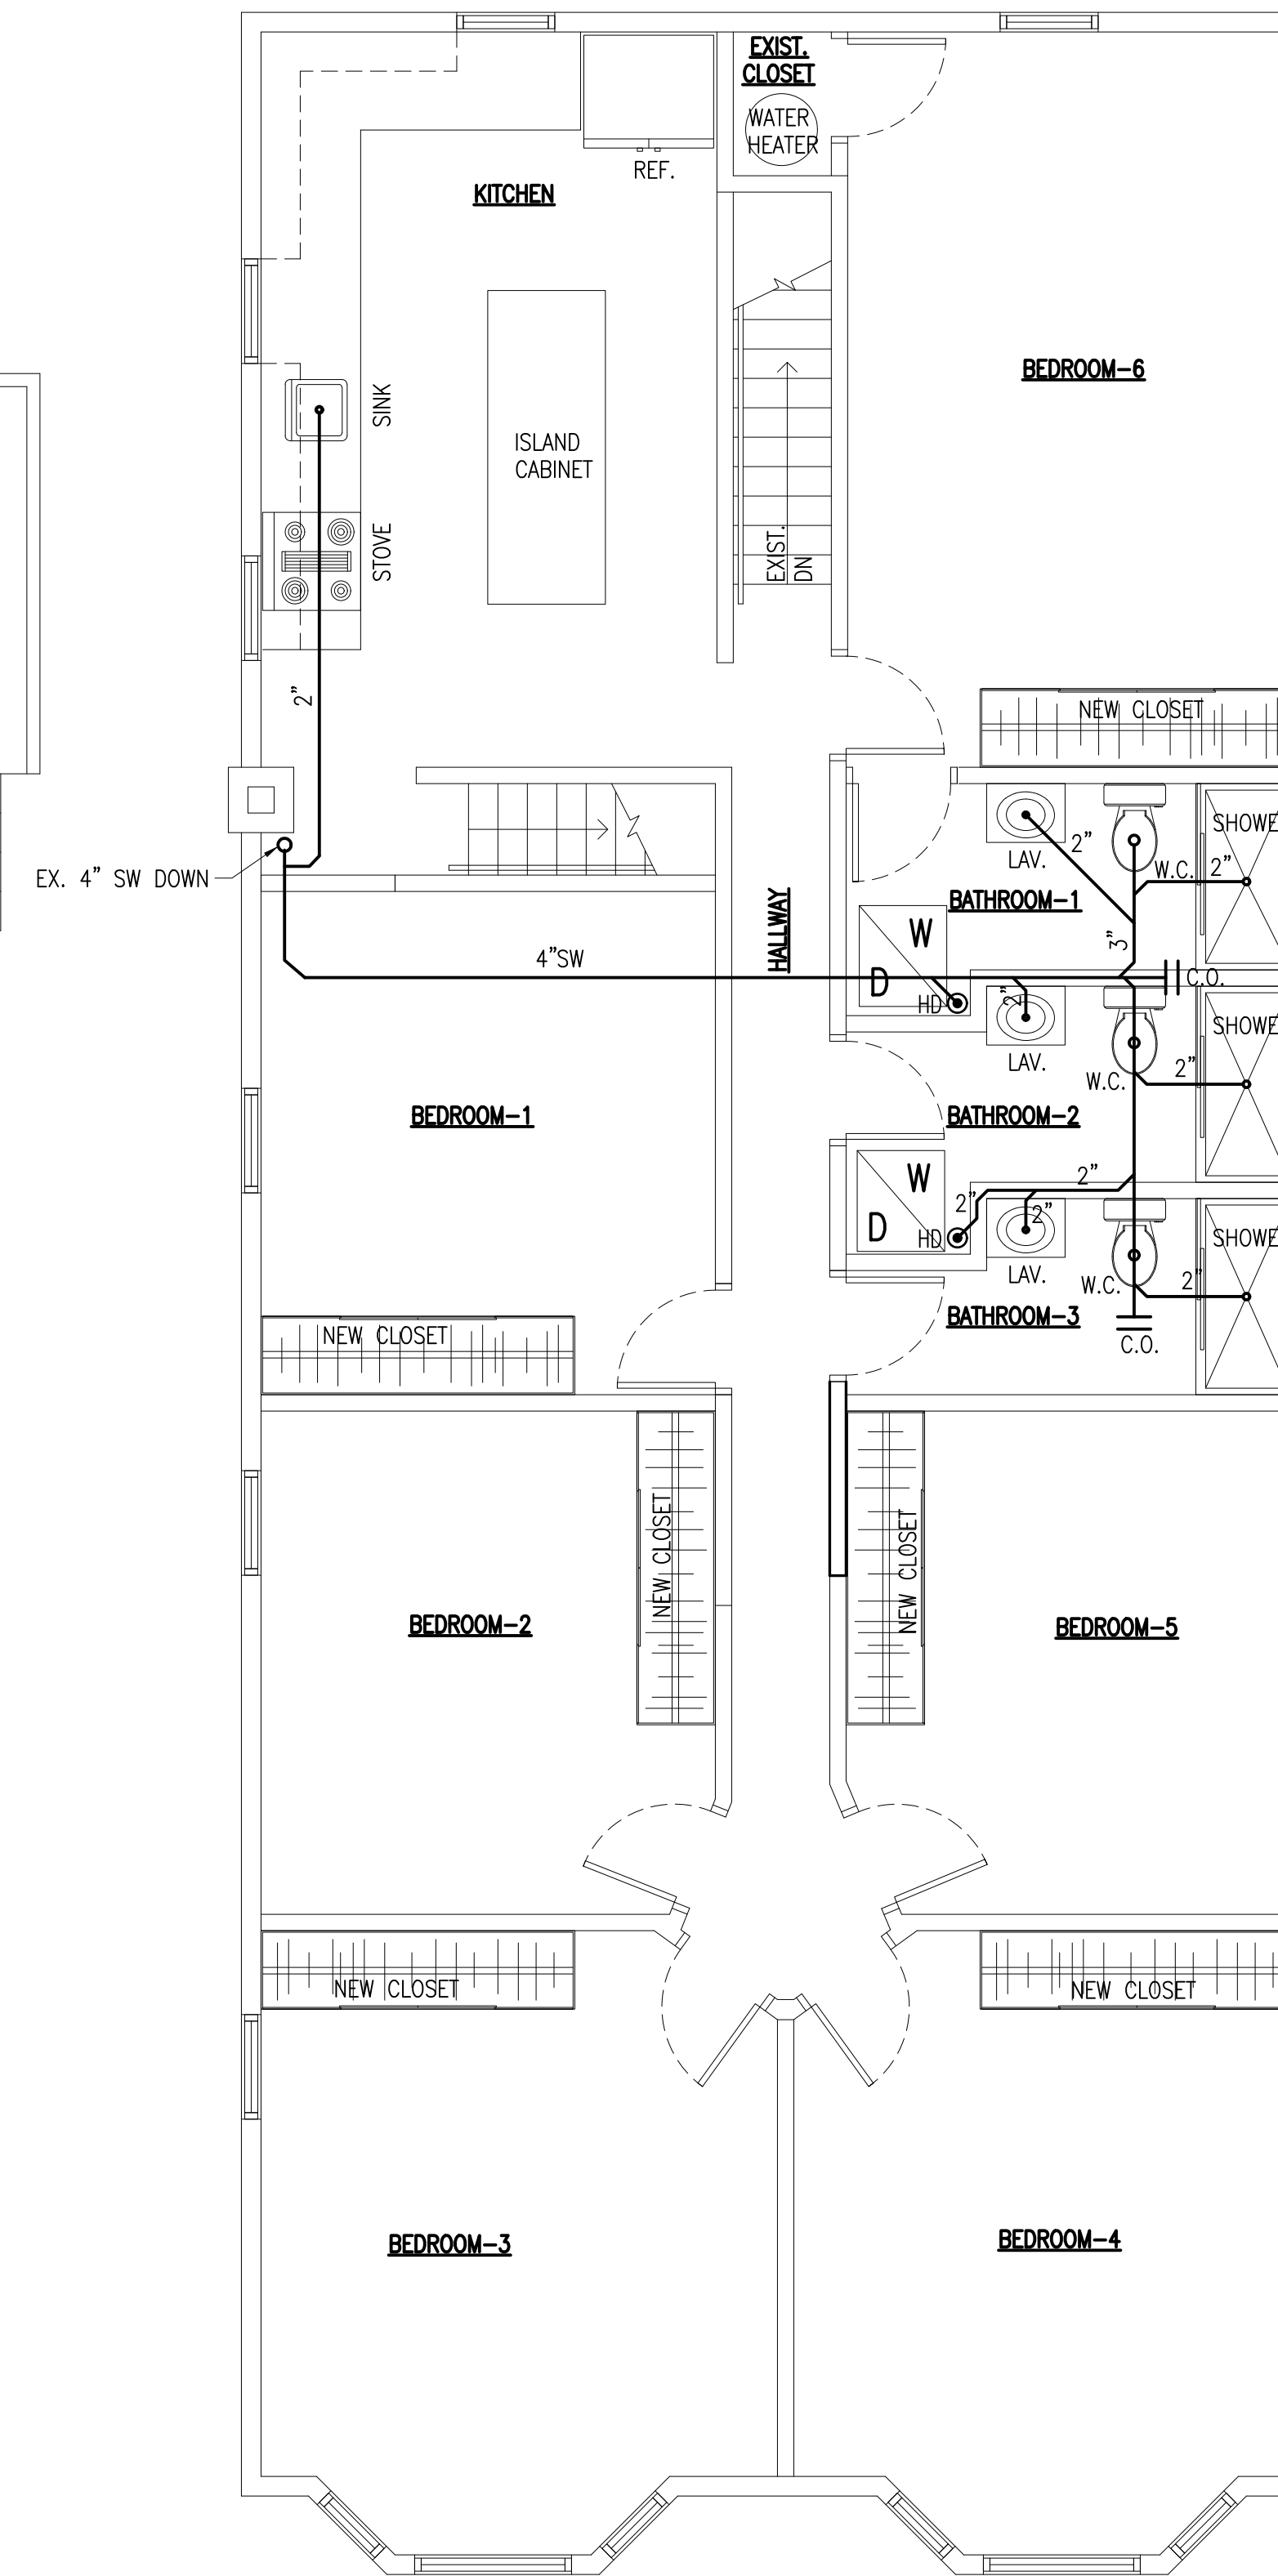 EXIST.
CLOSET
WATER
HEATER
REF.
KITCHEN
BEDROOM-6
SINK
ISLAND
CABINET
STOVE
EXIST.
DN
2"
NEW CLOSET
SHOWE
2"
LAV.
W.C.
2"
EX. 4" SW DOWN
BATHROOM-1
HALLWAY
W
3"
4"SW
D
C.O.
HD
2"
SHOWE
LAV.
2"
W.C.
BEDROOM-1
BATHROOM-2
W
2"
2"
2"
D
HD
SHOWE
LAV.
W.C.
2"
BATHROOM-3
NEW CLOSET
C.O.
NEW CLOSET
NEW CLOSET
BEDROOM-2
BEDROOM-5
NEW CLOSET
NEW CLOSET
BEDROOM-3
BEDROOM-4